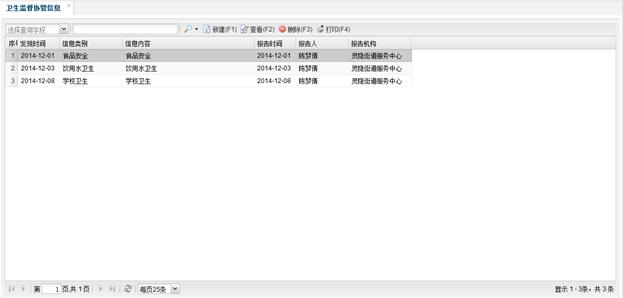 卫生监督协管信息
选择查询字段 新建(F1) 查看(F2) 删除(F3) 打印(F4)
序号 发现时间 信息类别 信息内容 报告时间 报告人 报告机构
1 2014-12-01 食品安全 食品安全 2014-12-01 陈梦倩 灵隐街道服务中心
2 2014-12-03 饮用水卫生 饮用水卫生 2014-12-03 陈梦倩 灵隐街道服务中心
3 2014-12-08 学校卫生 学校卫生 2014-12-08 陈梦倩 灵隐街道服务中心
第 1 页,共 1 页 每页25条 显示 1 - 3条，共 3 条